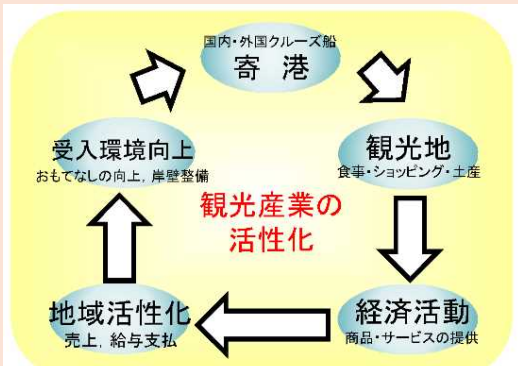 国内・外国クルーズ船
寄 港
観光地
食事・ショッピング・土産
経済活動
商品・サービスの提供
地域活性化
売上, 給与支払
受入環境向上
おもてなしの向上, 岸壁整備
観光産業の
活性化